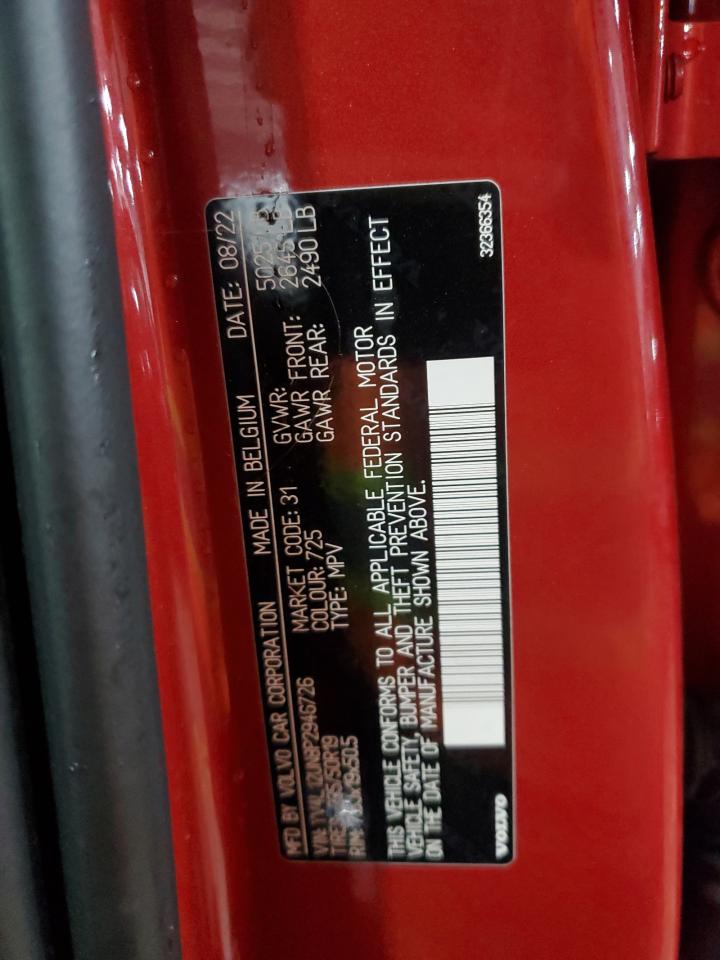 MFD BY VOLVO CAR CORPORATION MADE IN BELGIUM DATE: 08/22
VIN: MARKET CODE: 31 GVWR: LB
COLOUR: 725 GAWR FRONT: 2645 LB
TYPE: MPV GAWR REAR: 2490 LB
THIS VEHICLE CONFORMS TO ALL APPLICABLE FEDERAL MOTOR
VEHICLE SAFETY, BUMPER AND THEFT PREVENTION STANDARDS IN EFFECT
ON THE DATE OF MANUFACTURE SHOWN ABOVE.
VOLVO 32366354